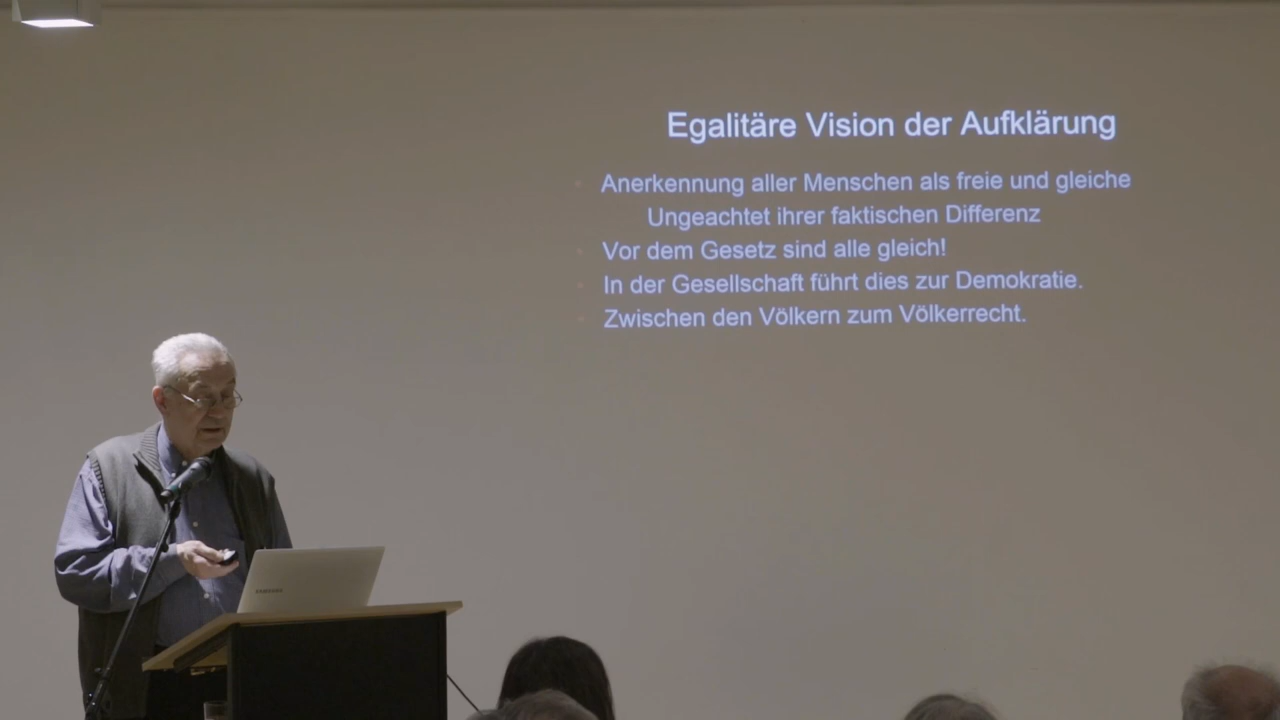 Egalitäre Vision der Aufklärung
Anerkennung aller Menschen als freie und gleiche
Ungeachtet ihrer faktischen Differenz
Vor dem Gesetz sind alle gleich!
In der Gesellschaft führt dies zur Demokratie.
Zwischen den Völkern zum Völkerrecht.
SAMSUNG